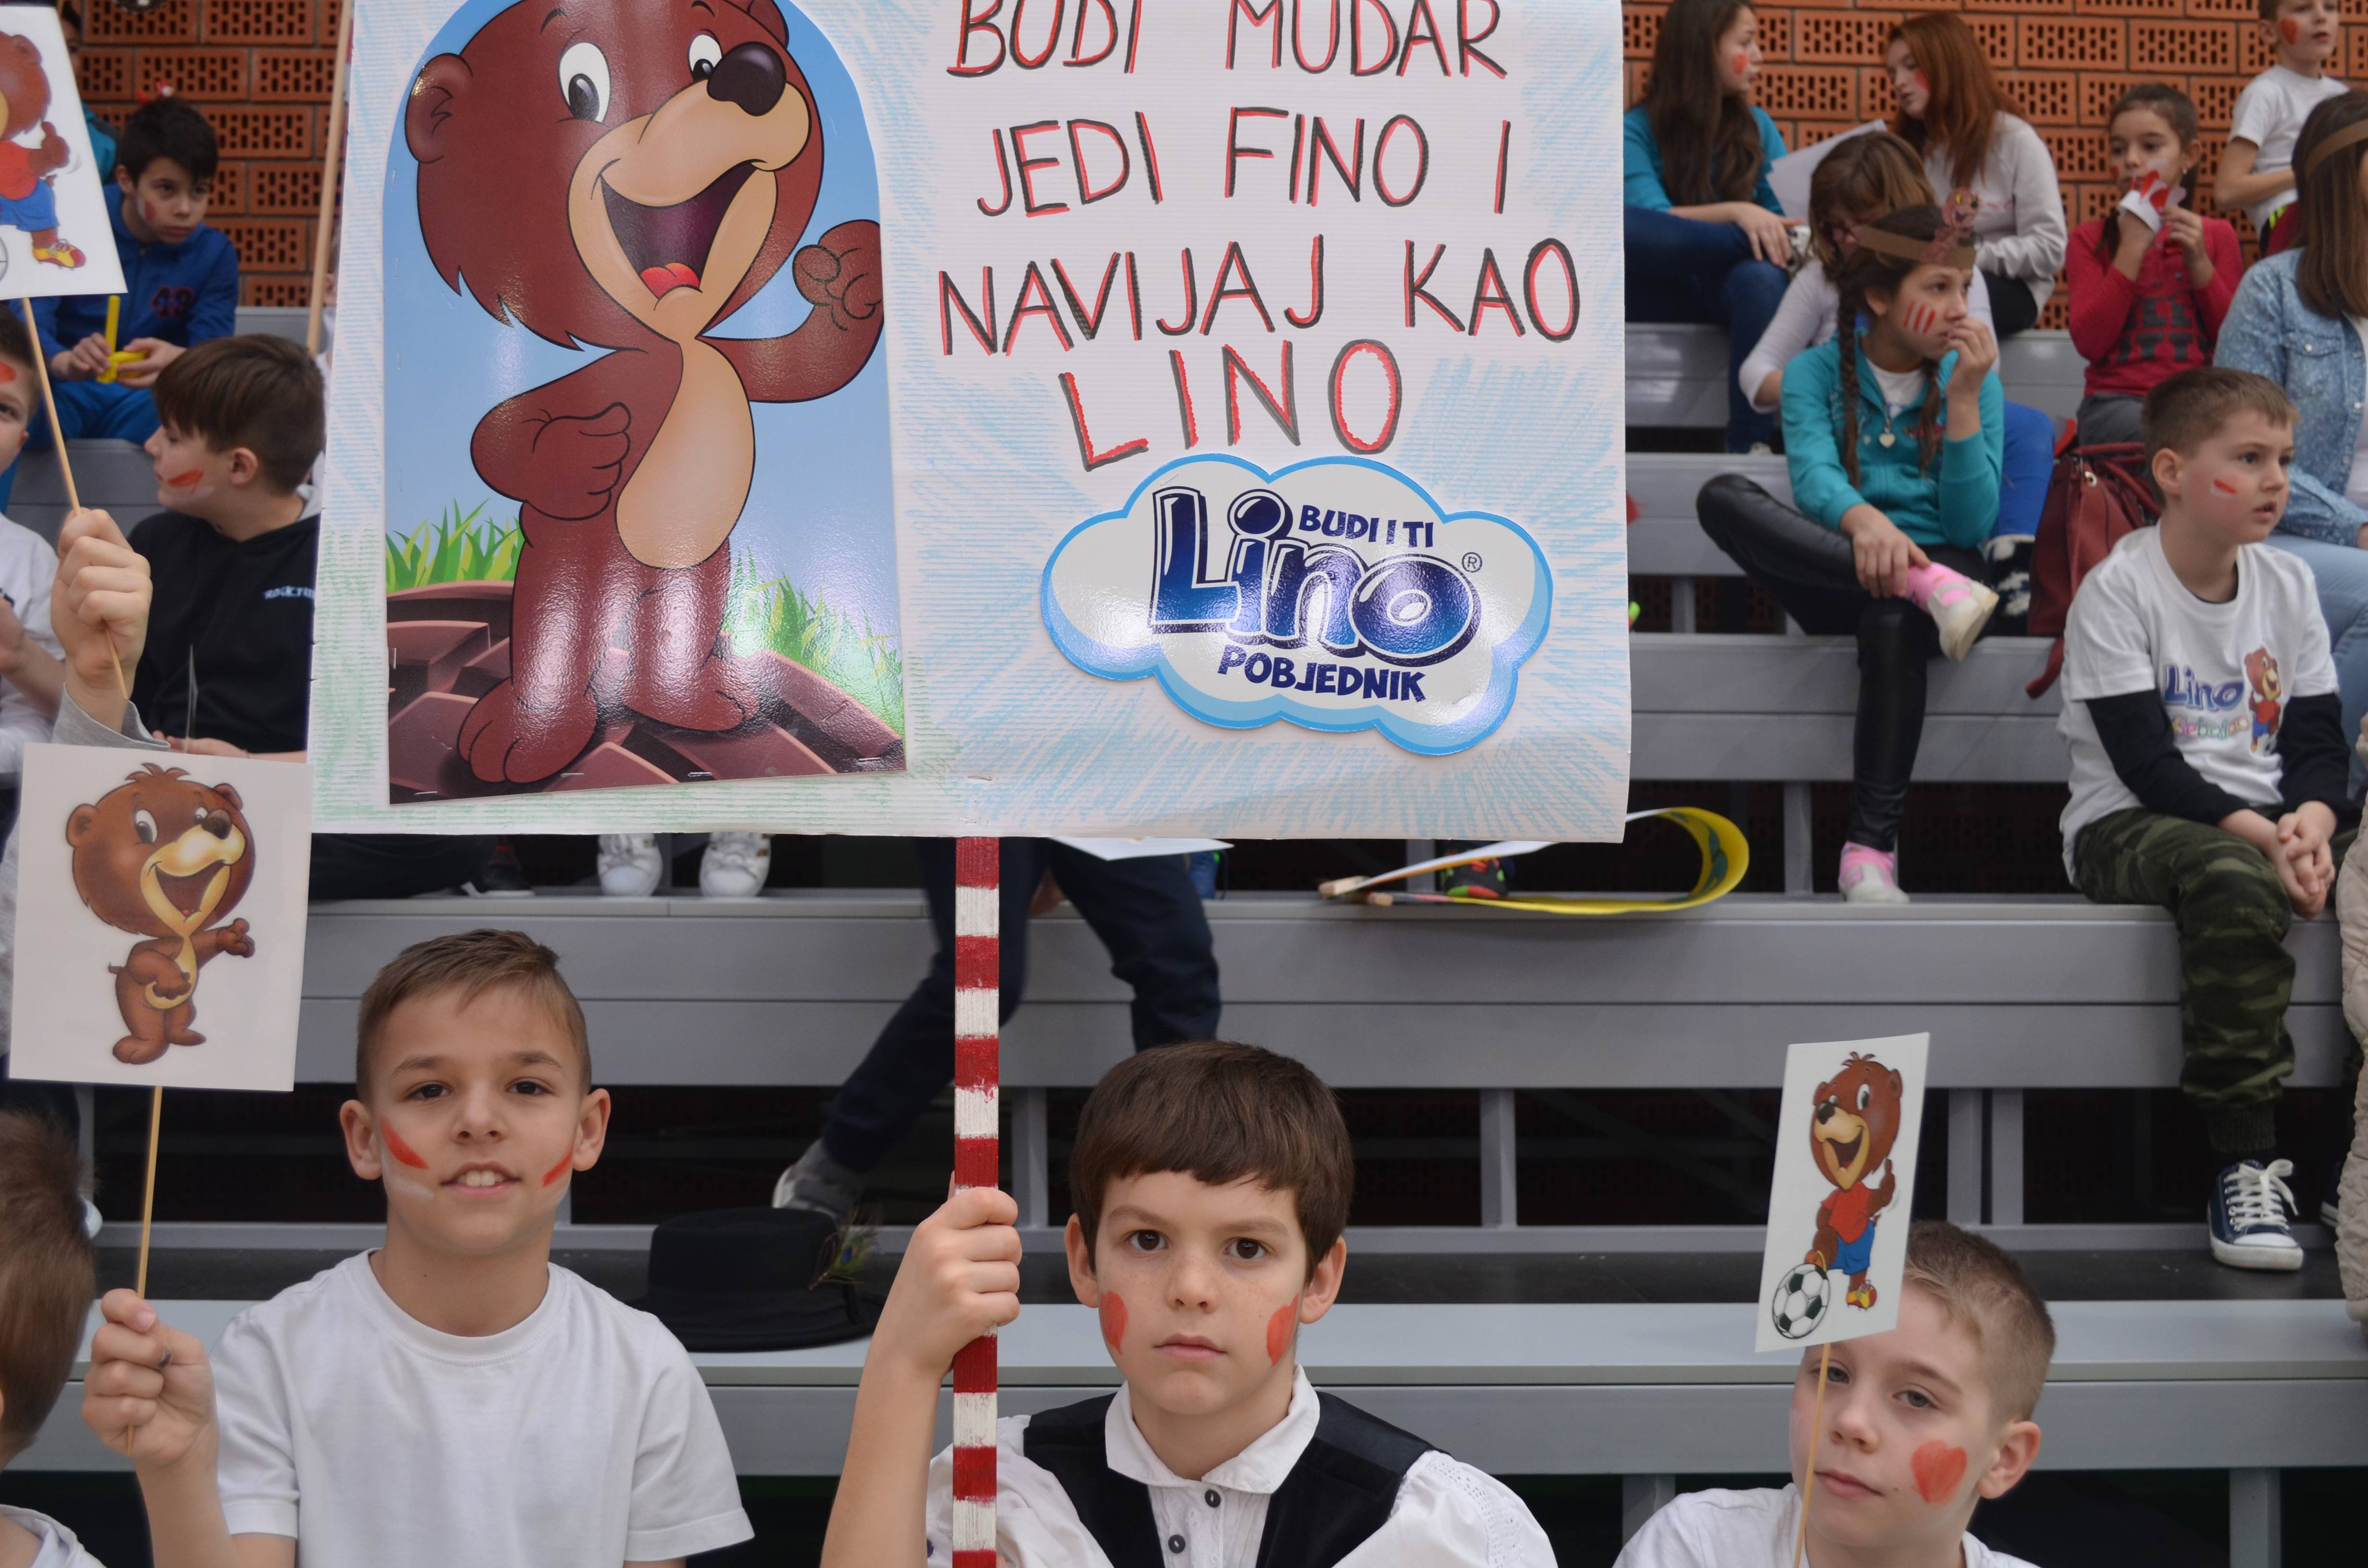 BUDI MUDAR
JEDI FINO I
NAVIJAJ KAO
LINO
BUDI I TI
Lino®
POBJEDNIK
Lino